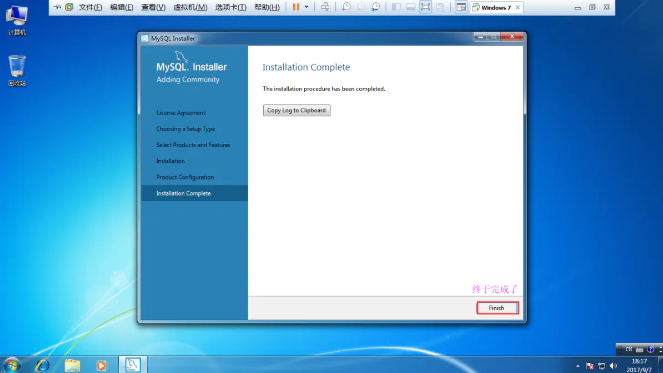 文件(F) 编辑(E) 查看(V) 虚拟机(M) 选项卡(T) 帮助(H) Windows 7
计算机
回收站
MySQL Installer
MySQL. Installer
Adding Community
License Agreement
Choosing a Setup Type
Select Products and Features
Installation
Product Configuration
Installation Complete
Installation Complete
The installation procedure has been completed.
Copy Log to Clipboard
终于完成了
Finish
CH
18:17
2017/9/7